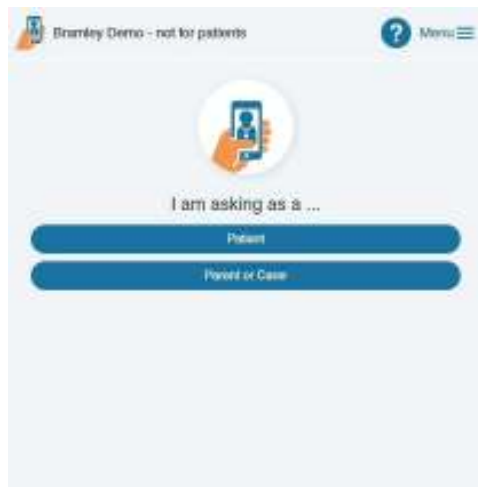 Bramley Demo - not for patients
? Menu
I am asking as a ...
Patient
Parent or Carer